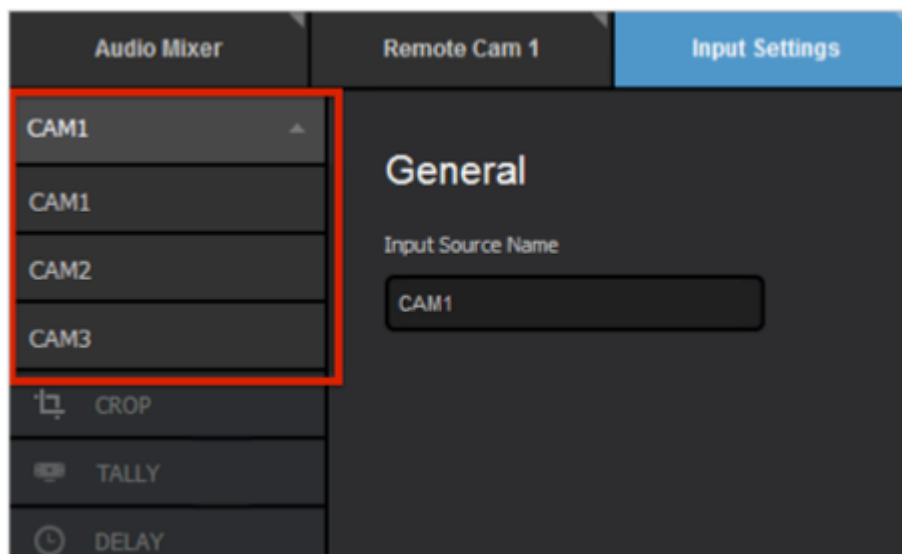 Audio Mixer Remote Cam 1 Input Settings
CAM1
General
CAM1
Input Source Name
CAM2
CAM1
CAM3
CROP
TALLY
DELAY